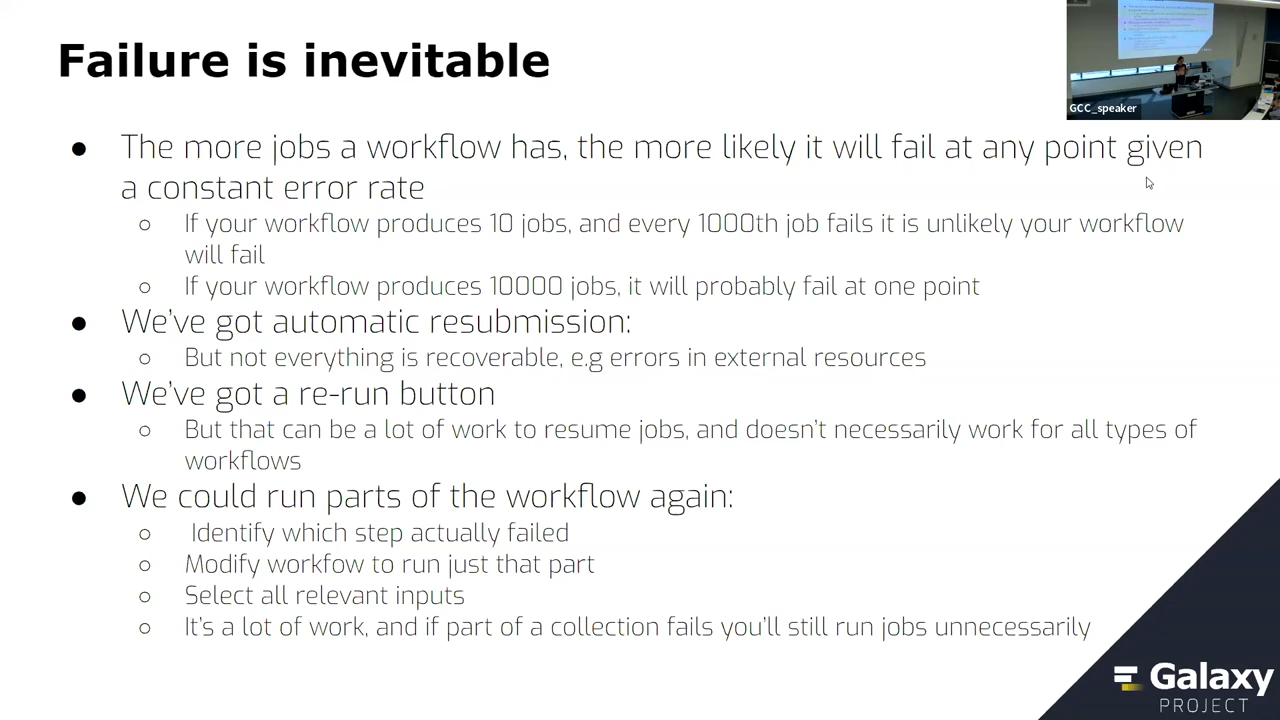 Failure is inevitable
GCC_speaker
● The more jobs a workflow has, the more likely it will fail at any point given
a constant error rate
○ If your workflow produces 10 jobs, and every 1000th job fails it is unlikely your workflow
will fail
○ If your workflow produces 10000 jobs, it will probably fail at one point
● We've got automatic resubmission:
○ But not everything is recoverable, e.g errors in external resources
● We've got a re-run button
○ But that can be a lot of work to resume jobs, and doesn't necessarily work for all types of
workflows
● We could run parts of the workflow again:
○ Identify which step actually failed
○ Modify workfow to run just that part
○ Select all relevant inputs
○ It's a lot of work, and if part of a collection fails you'll still run jobs unnecessarily
Galaxy
PROJECT